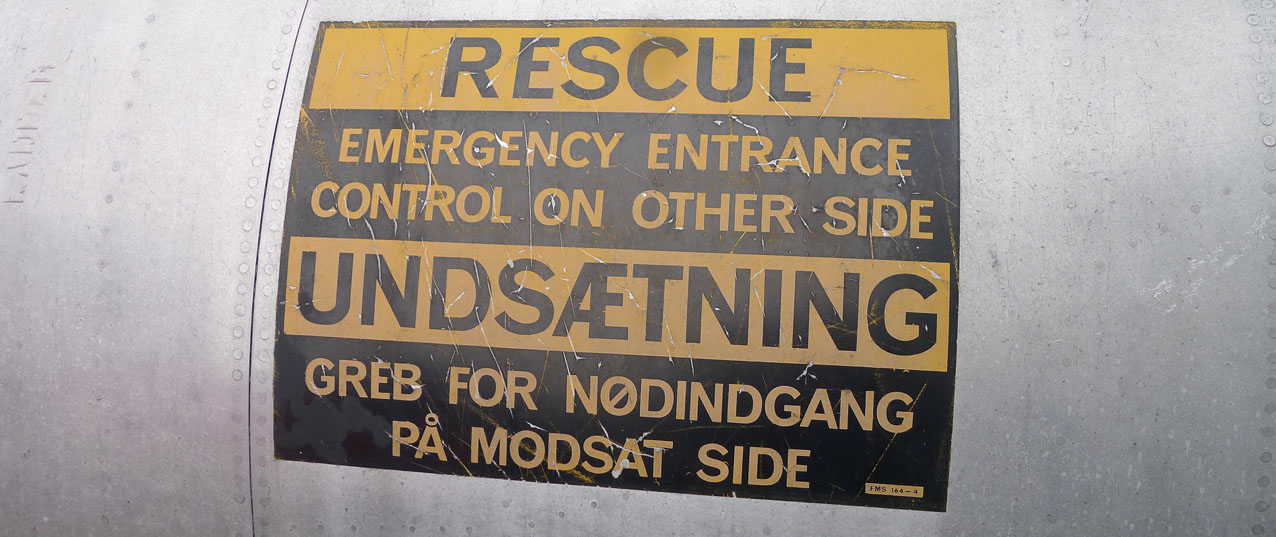 RESCUE
EMERGENCY ENTRANCE
CONTROL ON OTHER SIDE
UNDSÆTNING
GREB FOR NØDINDGANG
PÅ MODSAT SIDE
FMS 164-4